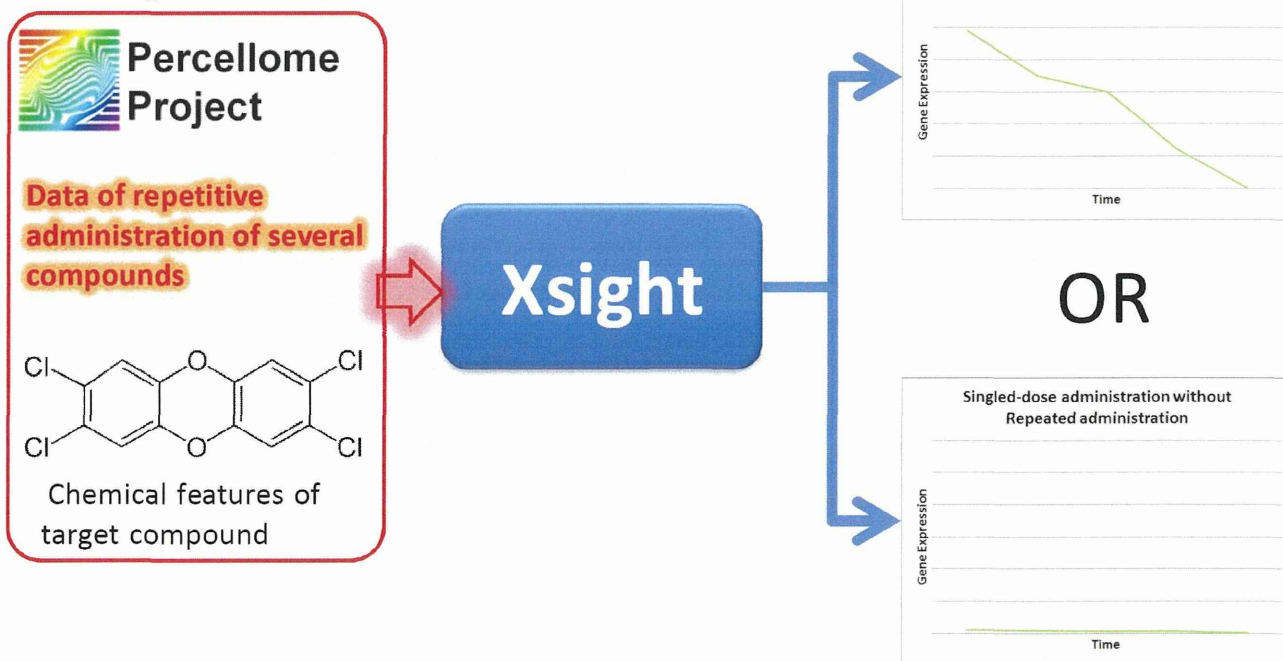 Percellome
Project
Data of repetitive
administration of several
compounds
Cl
O
Cl
Cl
O
Cl
Chemical features of
target compound
Xsight
Gene Expression
Time
OR
Singled-dose administration without
Repeated administration
Gene Expression
Time